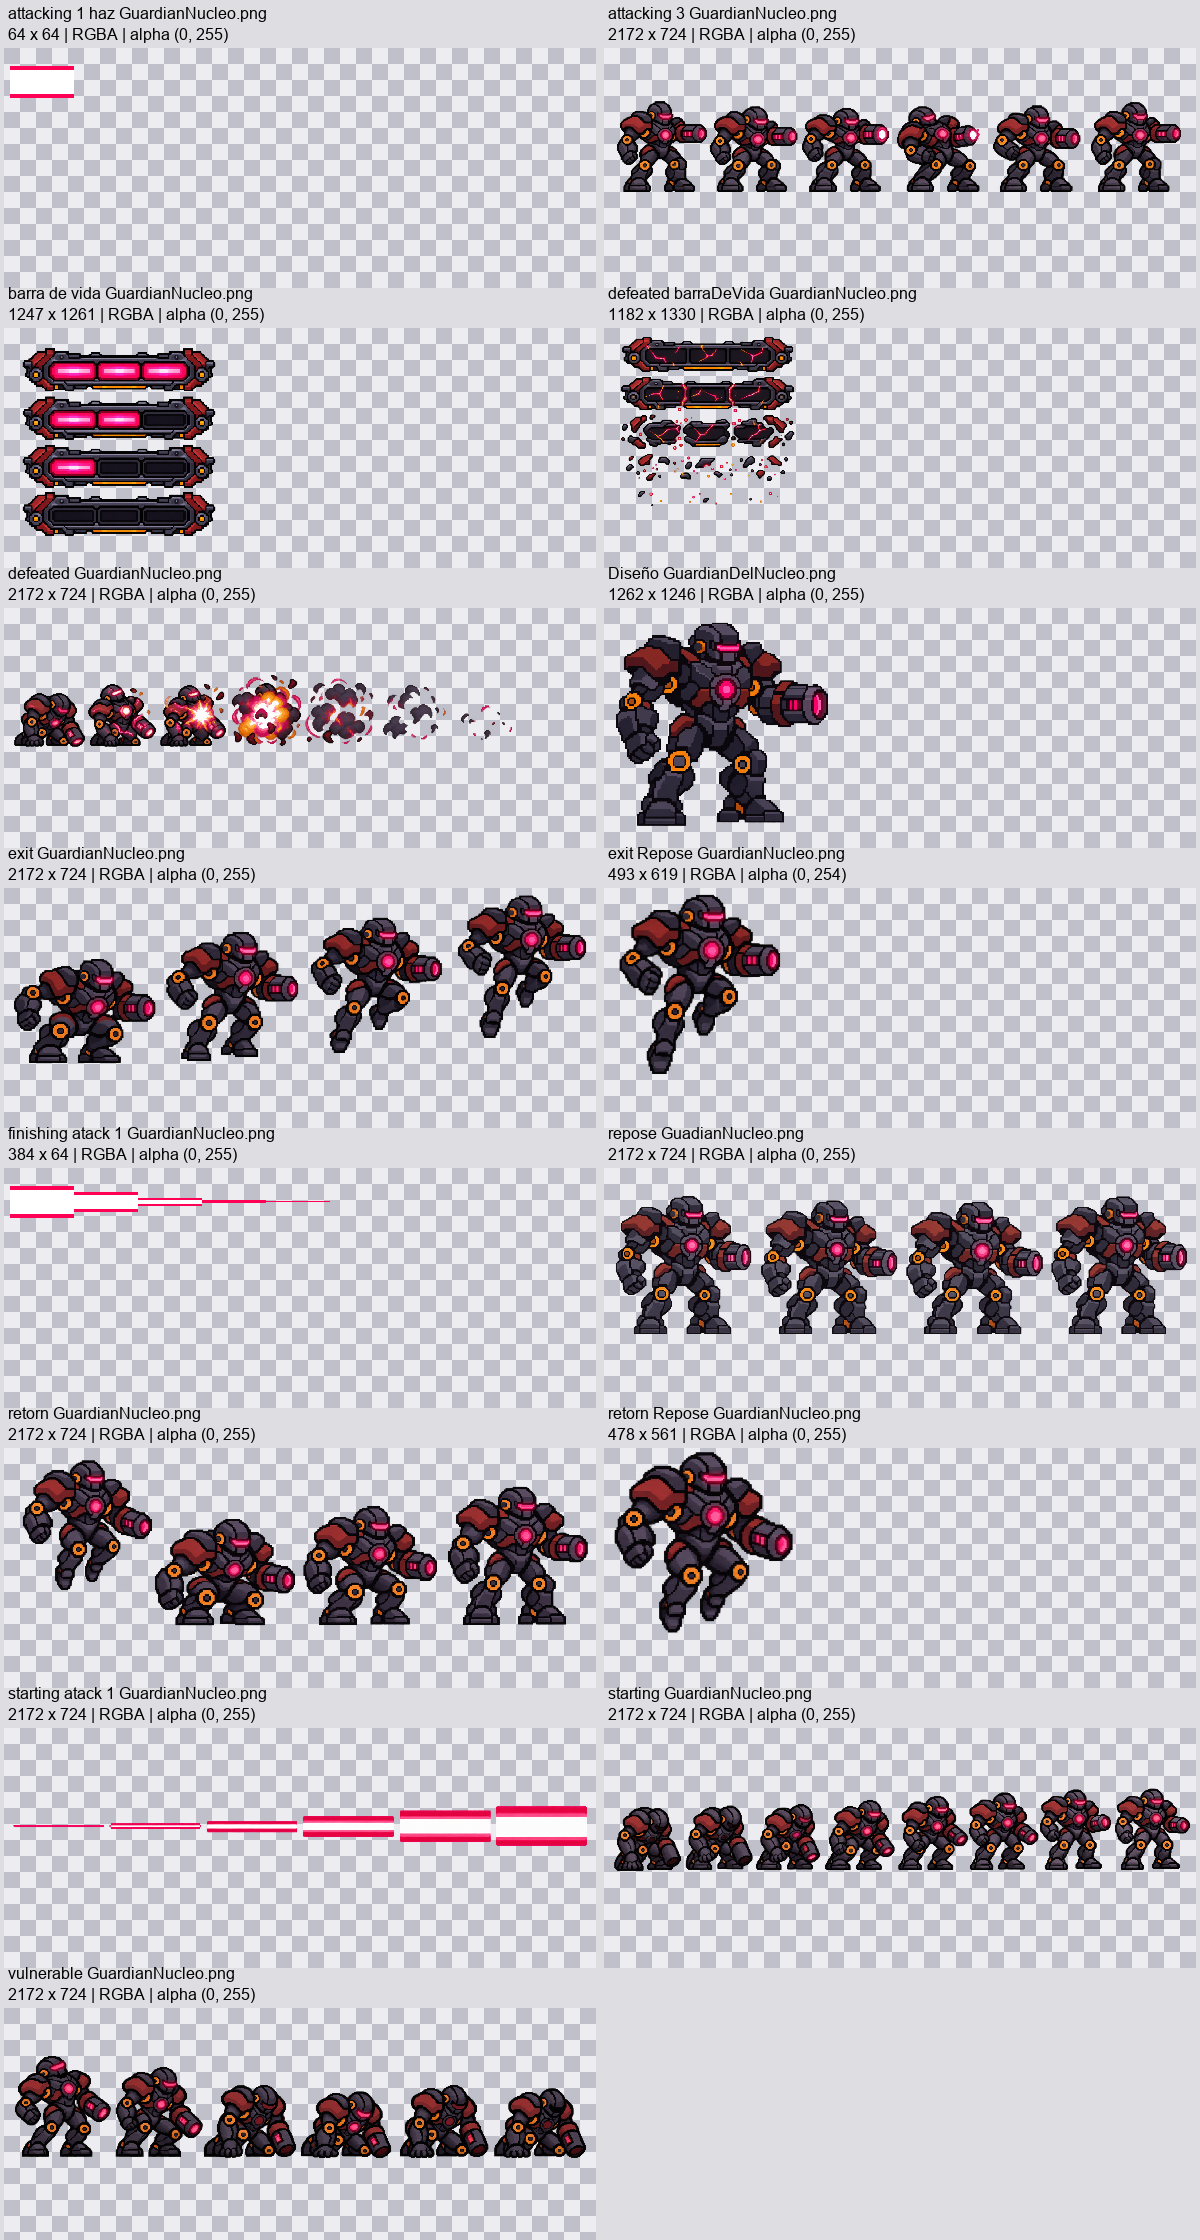 attacking 1 haz GuardianNucleo.png
64 x 64 | RGBA | alpha (0, 255)
attacking 3 GuardianNucleo.png
2172 x 724 | RGBA | alpha (0, 255)
barra de vida GuardianNucleo.png
1247 x 1261 | RGBA | alpha (0, 255)
defeated barraDeVida GuardianNucleo.png
1182 x 1330 | RGBA | alpha (0, 255)
defeated GuardianNucleo.png
2172 x 724 | RGBA | alpha (0, 255)
Diseño GuardianDelNucleo.png
1262 x 1246 | RGBA | alpha (0, 255)
exit GuardianNucleo.png
2172 x 724 | RGBA | alpha (0, 255)
exit Repose GuardianNucleo.png
493 x 619 | RGBA | alpha (0, 254)
finishing atack 1 GuardianNucleo.png
384 x 64 | RGBA | alpha (0, 255)
repose GuadianNucleo.png
2172 x 724 | RGBA | alpha (0, 255)
retorn GuardianNucleo.png
2172 x 724 | RGBA | alpha (0, 255)
retorn Repose GuardianNucleo.png
478 x 561 | RGBA | alpha (0, 255)
starting atack 1 GuardianNucleo.png
2172 x 724 | RGBA | alpha (0, 255)
starting GuardianNucleo.png
2172 x 724 | RGBA | alpha (0, 255)
vulnerable GuardianNucleo.png
2172 x 724 | RGBA | alpha (0, 255)